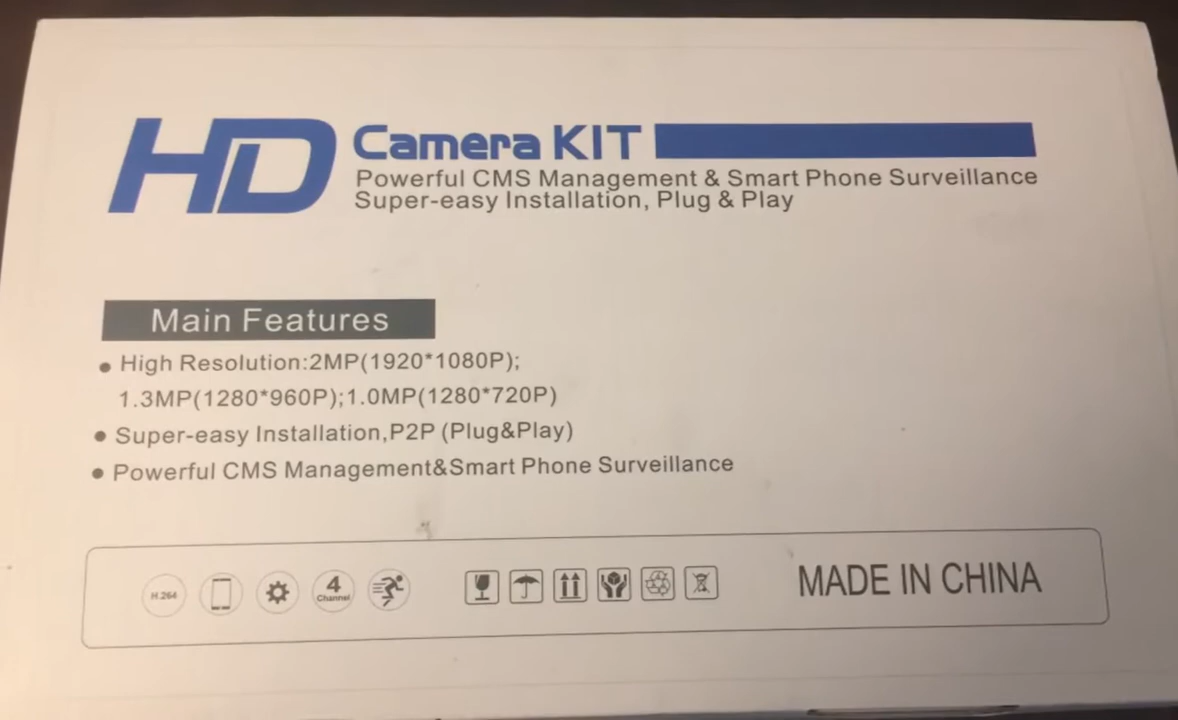 HD Camera KIT
Powerful CMS Management & Smart Phone Surveillance
Super-easy Installation, Plug & Play
Main Features
● High Resolution:2MP(1920*1080P);
1.3MP(1280*960P);1.0MP(1280*720P)
● Super-easy Installation,P2P (Plug&Play)
● Powerful CMS Management&Smart Phone Surveillance
H.264
4
Channel
MADE IN CHINA